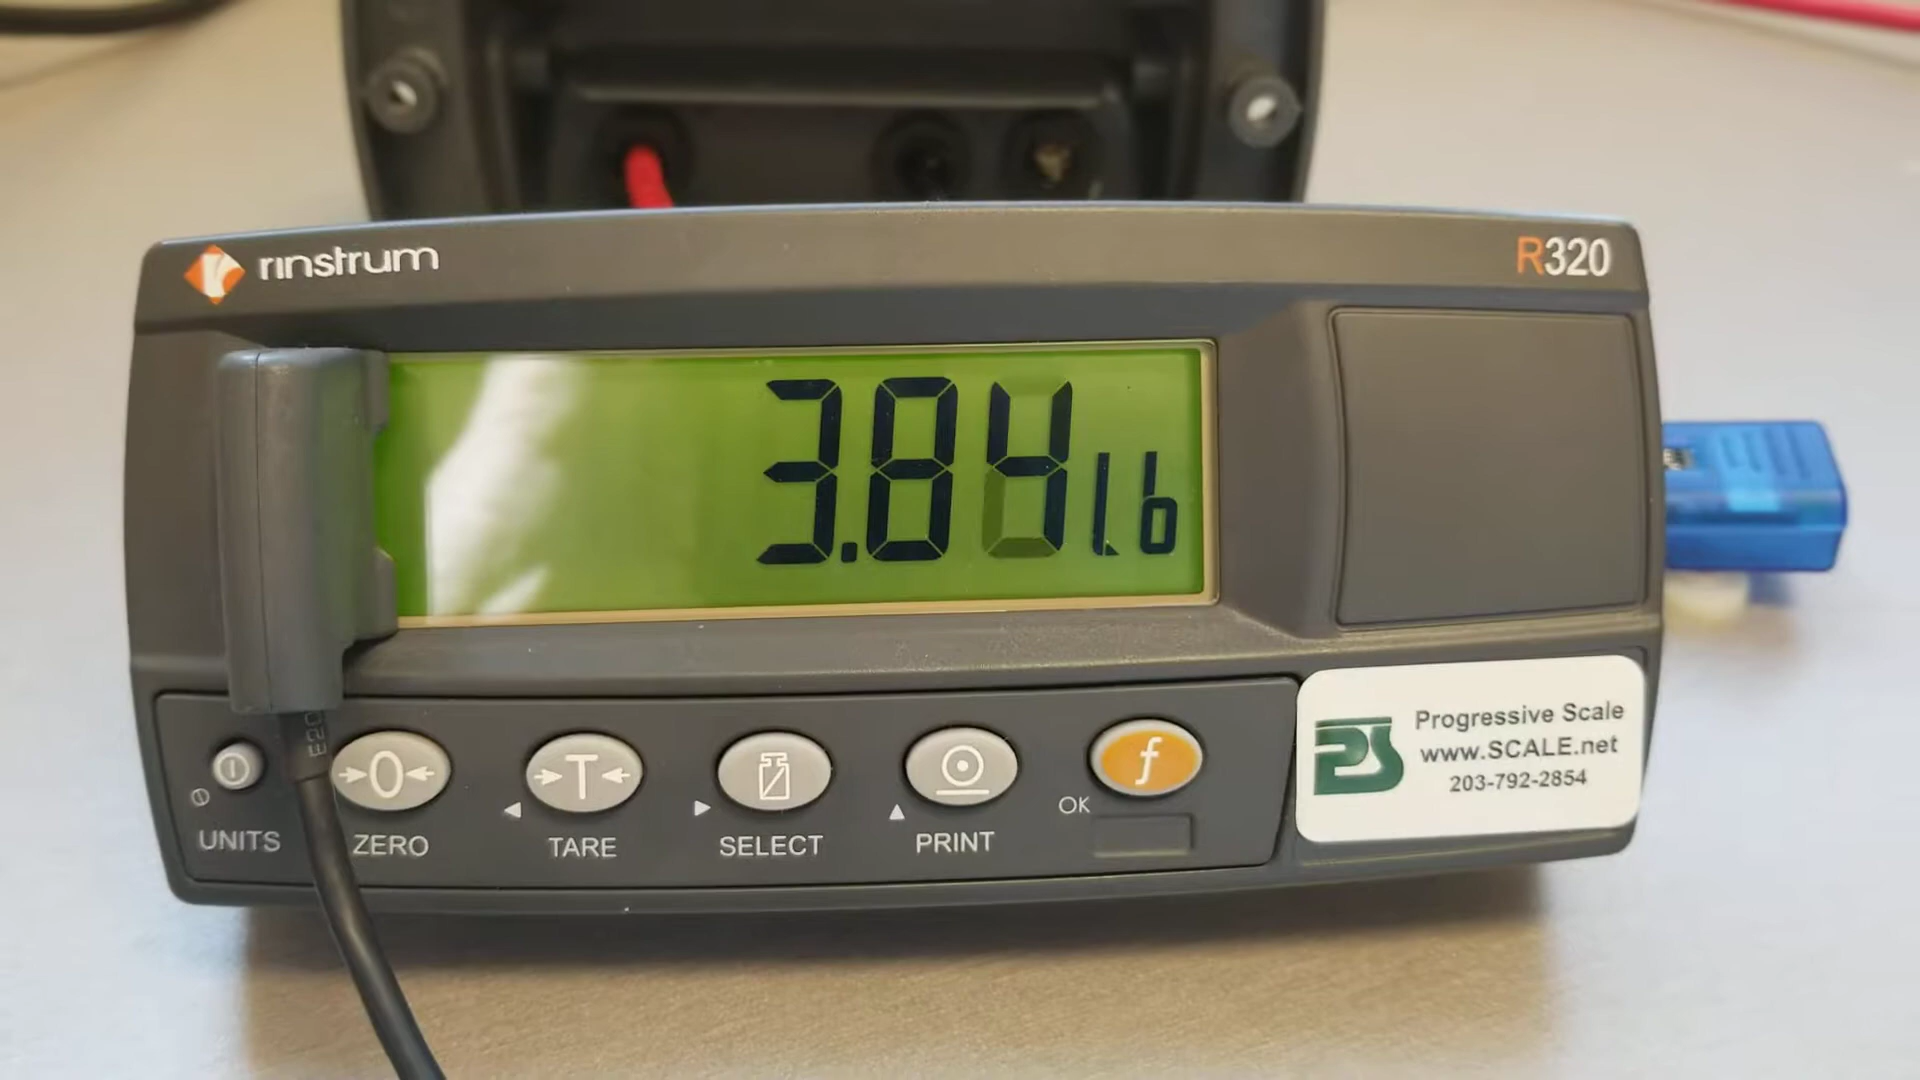 rinstrum
R320
3.84 lb
UNITS
ZERO
TARE
SELECT
PRINT
OK
f
Progressive Scale
www.SCALE.net
203-792-2854